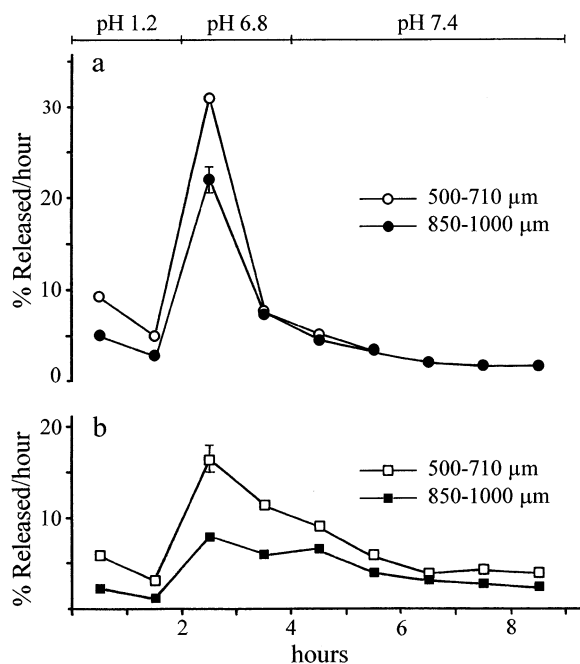 pH 1.2 pH 6.8 pH 7.4
a
30
20
10
0
% Released/hour
500-710 µm
850-1000 µm
b
20
10
% Released/hour
500-710 µm
850-1000 µm
0 2 4 6 8
hours